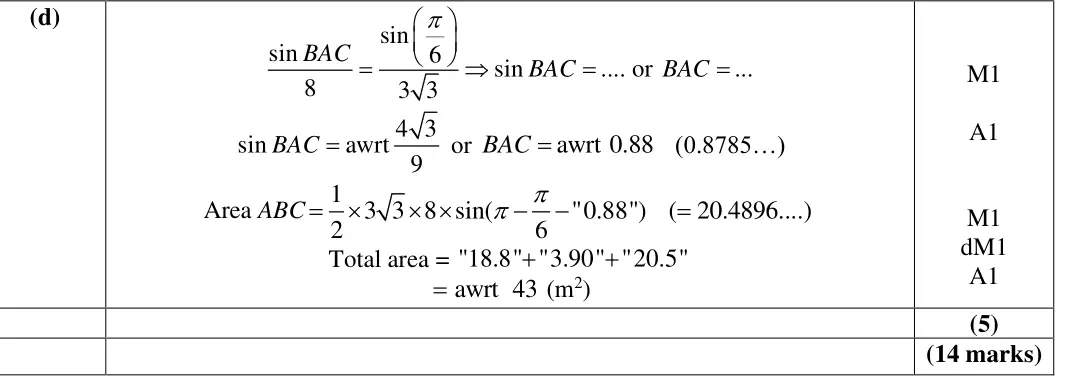 (d)
sin BAC / 8 = sin(π/6) / 3√3 ⇒ sin BAC = .... or BAC = ... M1
sin BAC = awrt 4√3/9 or BAC = awrt 0.88 (0.8785…) A1
Area ABC = 1/2 × 3√3 × 8 × sin(π − π/6 − "0.88") (= 20.4896....) M1
Total area = "18.8"+"3.90"+"20.5" dM1
= awrt 43 (m²) A1
(5)
(14 marks)